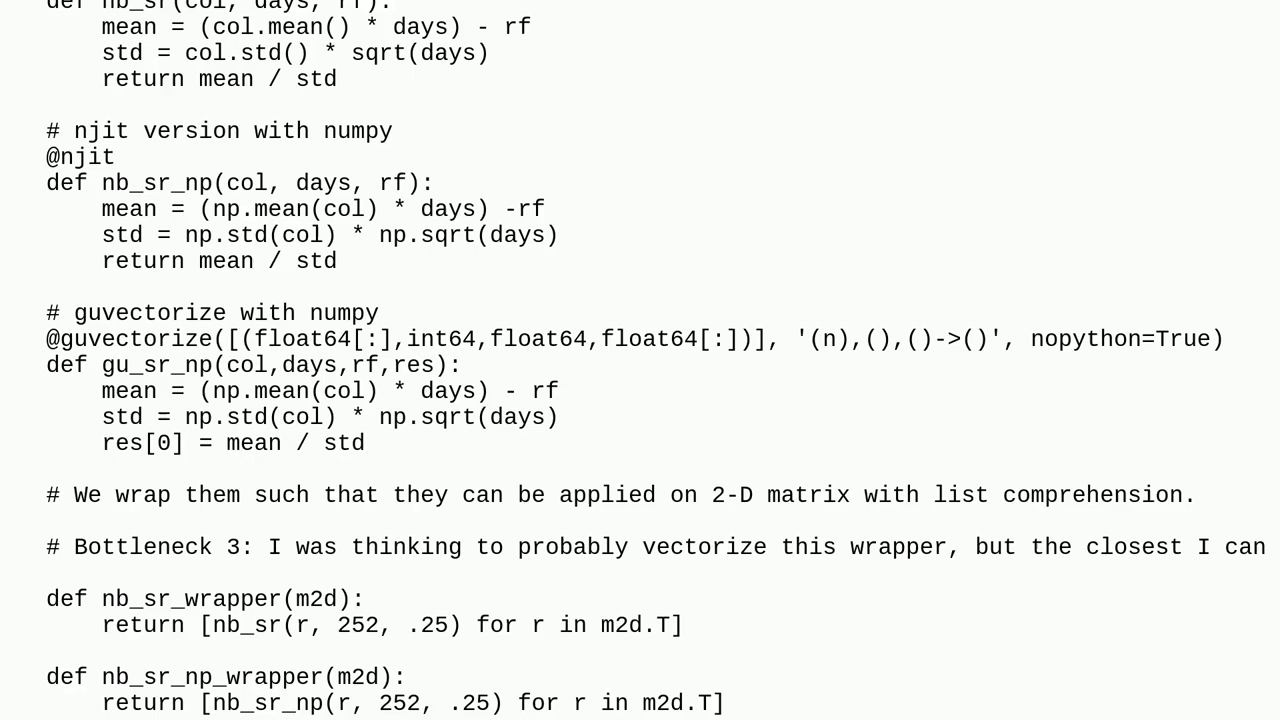 def nb_sr(col, days, rf):
    mean = (col.mean() * days) - rf
    std = col.std() * sqrt(days)
    return mean / std

# njit version with numpy
@njit
def nb_sr_np(col, days, rf):
    mean = (np.mean(col) * days) -rf
    std = np.std(col) * np.sqrt(days)
    return mean / std

# guvectorize with numpy
@guvectorize([(float64[:],int64,float64,float64[:])], '(n),(),()->()', nopython=True)
def gu_sr_np(col,days,rf,res):
    mean = (np.mean(col) * days) - rf
    std = np.std(col) * np.sqrt(days)
    res[0] = mean / std

# We wrap them such that they can be applied on 2-D matrix with list comprehension.

# Bottleneck 3: I was thinking to probably vectorize this wrapper, but the closest I can

def nb_sr_wrapper(m2d):
    return [nb_sr(r, 252, .25) for r in m2d.T]

def nb_sr_np_wrapper(m2d):
    return [nb_sr_np(r, 252, .25) for r in m2d.T]